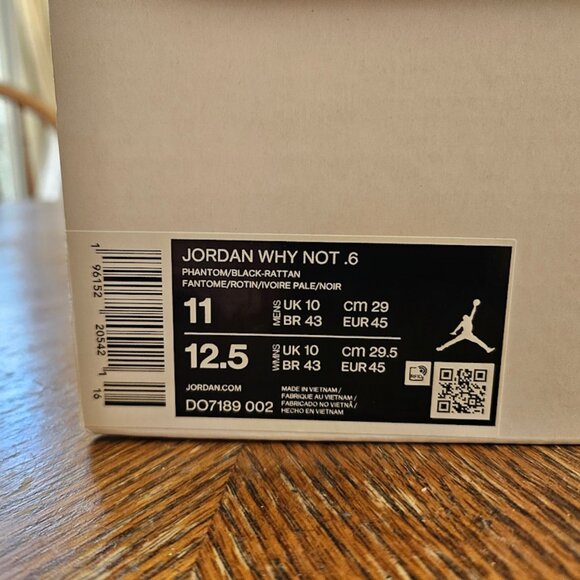 JORDAN WHY NOT .6
PHANTOM/BLACK-RATTAN
FANTOME/ROTIN/IVOIRE PALE/NOIR
11 MENS UK 10 CM 29
BR 43 EUR 45
12.5 WMNS UK 10 CM 29.5
BR 43 EUR 45
JORDAN.COM
DO7189 002
MADE IN VIETNAM /
FABRIQUE AU VIETNAM /
FABRICADO NO VIETNÃ /
HECHO EN VIETNAM
RFID
1 96152 20542 1 16